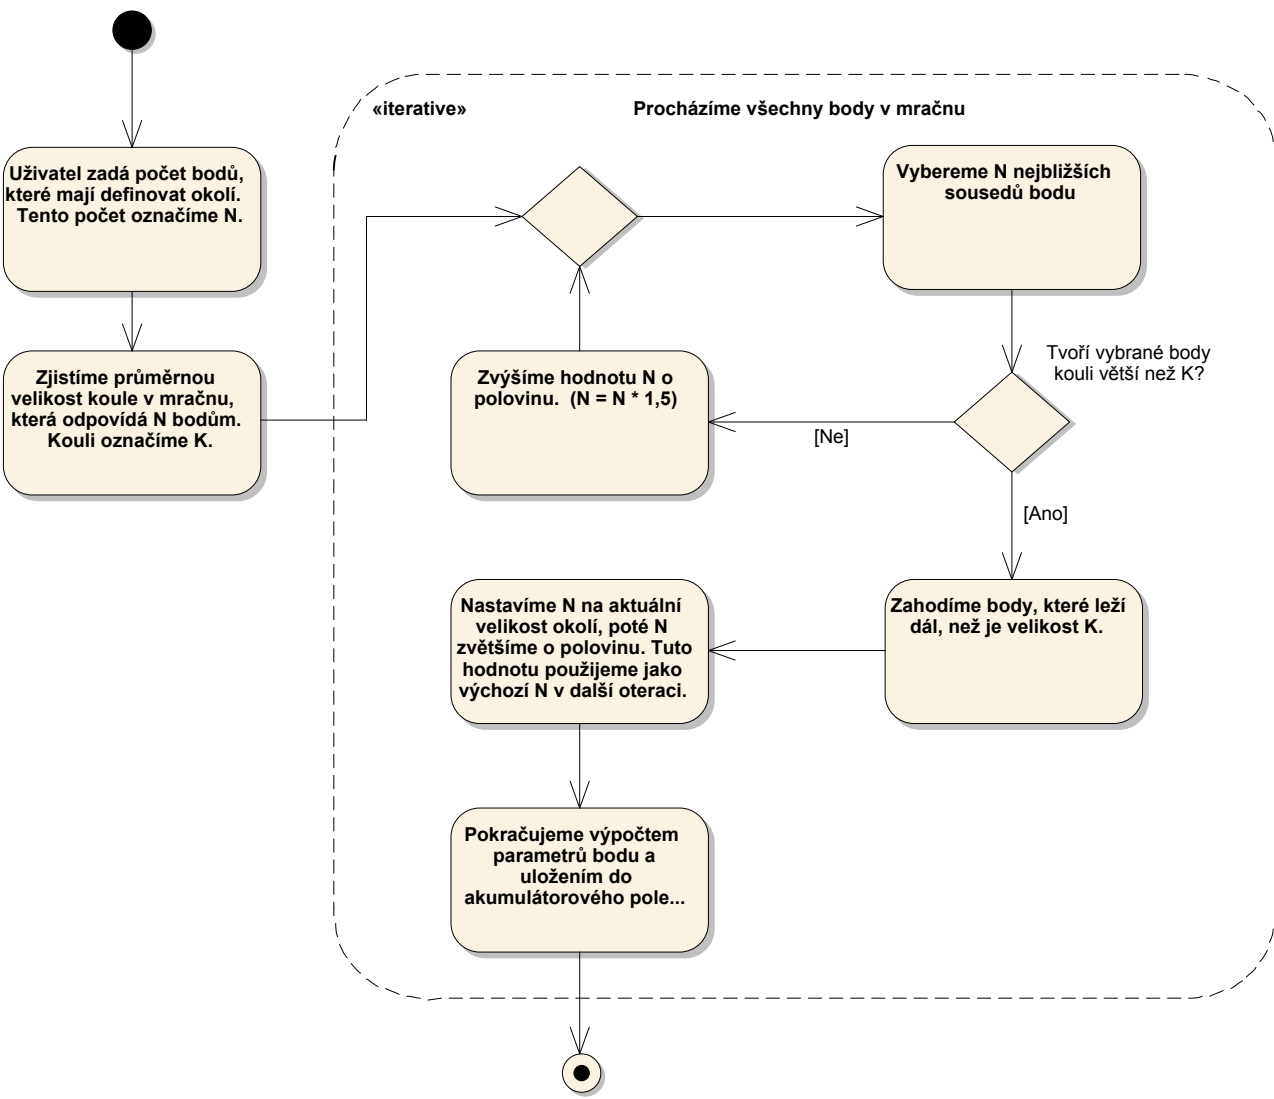 «iterative»
Procházíme všechny body v mračnu
Uživatel zadá počet bodů,
které mají definovat okolí.
Tento počet označíme N.
Vybereme N nejbližších
sousedů bodu
Zjistíme průměrnou
velikost koule v mračnu,
která odpovídá N bodům.
Kouli označíme K.
Zvýšíme hodnotu N o
polovinu.  (N = N * 1,5)
Tvoří vybrané body
kouli větší než K?
[Ne]
[Ano]
Nastavíme N na aktuální
velikost okolí, poté N
zvětšíme o polovinu. Tuto
hodnotu použijeme jako
výchozí N v další oteraci.
Zahodíme body, které leží
dál, než je velikost K.
Pokračujeme výpočtem
parametrů bodu a
uložením do
akumulátorového pole...